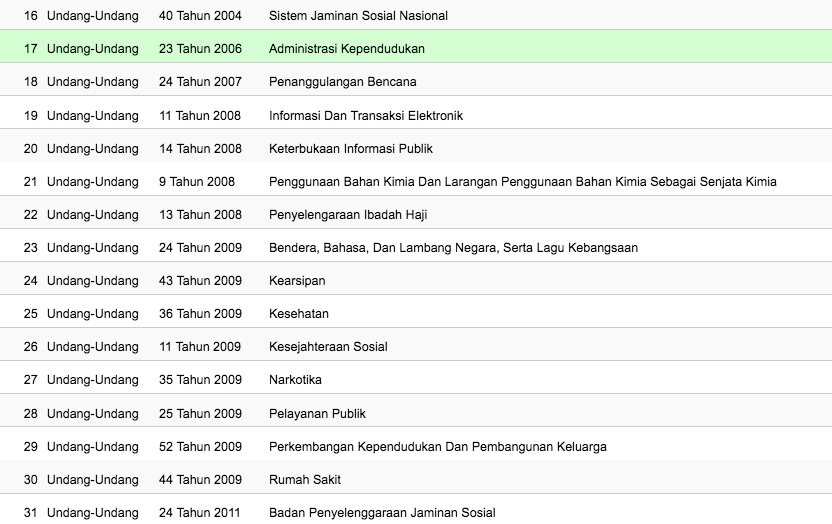 16 Undang-Undang 40 Tahun 2004 Sistem Jaminan Sosial Nasional
17 Undang-Undang 23 Tahun 2006 Administrasi Kependudukan
18 Undang-Undang 24 Tahun 2007 Penanggulangan Bencana
19 Undang-Undang 11 Tahun 2008 Informasi Dan Transaksi Elektronik
20 Undang-Undang 14 Tahun 2008 Keterbukaan Informasi Publik
21 Undang-Undang 9 Tahun 2008 Penggunaan Bahan Kimia Dan Larangan Penggunaan Bahan Kimia Sebagai Senjata Kimia
22 Undang-Undang 13 Tahun 2008 Penyelengaraan Ibadah Haji
23 Undang-Undang 24 Tahun 2009 Bendera, Bahasa, Dan Lambang Negara, Serta Lagu Kebangsaan
24 Undang-Undang 43 Tahun 2009 Kearsipan
25 Undang-Undang 36 Tahun 2009 Kesehatan
26 Undang-Undang 11 Tahun 2009 Kesejahteraan Sosial
27 Undang-Undang 35 Tahun 2009 Narkotika
28 Undang-Undang 25 Tahun 2009 Pelayanan Publik
29 Undang-Undang 52 Tahun 2009 Perkembangan Kependudukan Dan Pembangunan Keluarga
30 Undang-Undang 44 Tahun 2009 Rumah Sakit
31 Undang-Undang 24 Tahun 2011 Badan Penyelenggaraan Jaminan Sosial